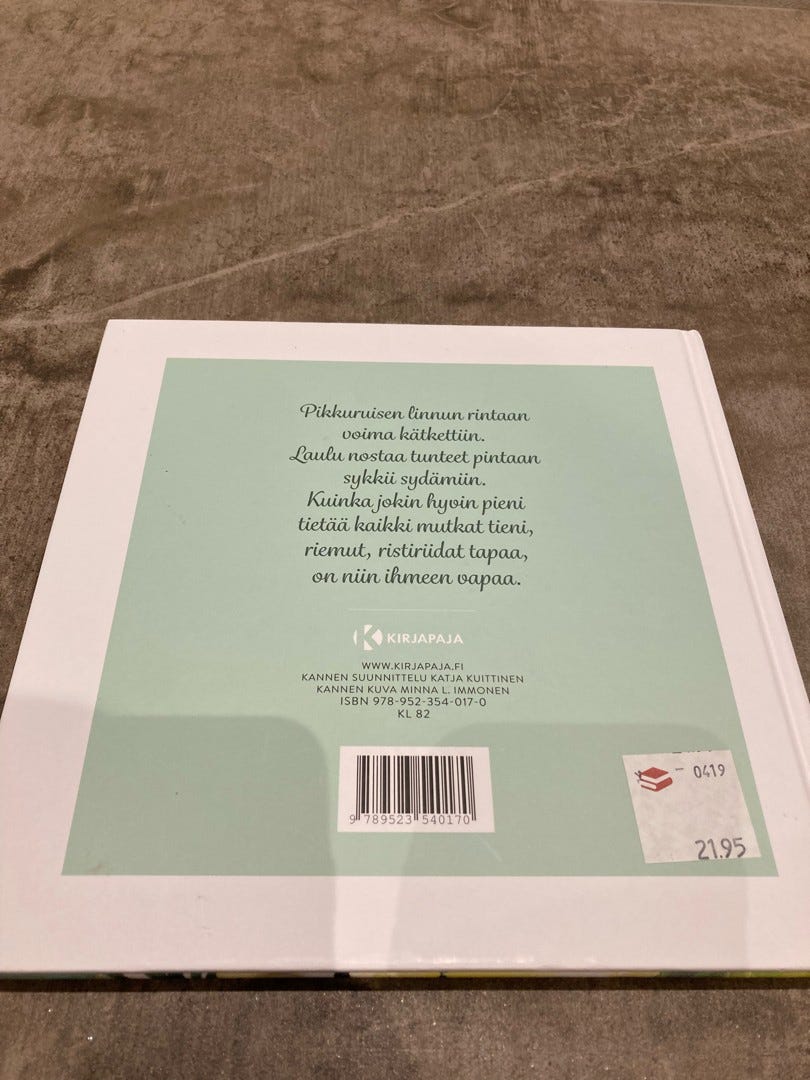 Pikkuruisen linnun rintaan
voima kätkettiin.
Laulu nostaa tunteet pintaan
sykkii sydämiin.
Kuinka jokin hyvin pieni
tietää kaikki mutkat tieni,
riemut, ristiriidat tapaa,
on niin ihmeen vapaa.
K KIRJAPAJA
WWW.KIRJAPAJA.FI
KANNEN SUUNNITTELU KATJA KUITTINEN
KANNEN KUVA MINNA L. IMMONEN
ISBN 978-952-354-017-0
KL 82
9 789523 540170
0419
21.95